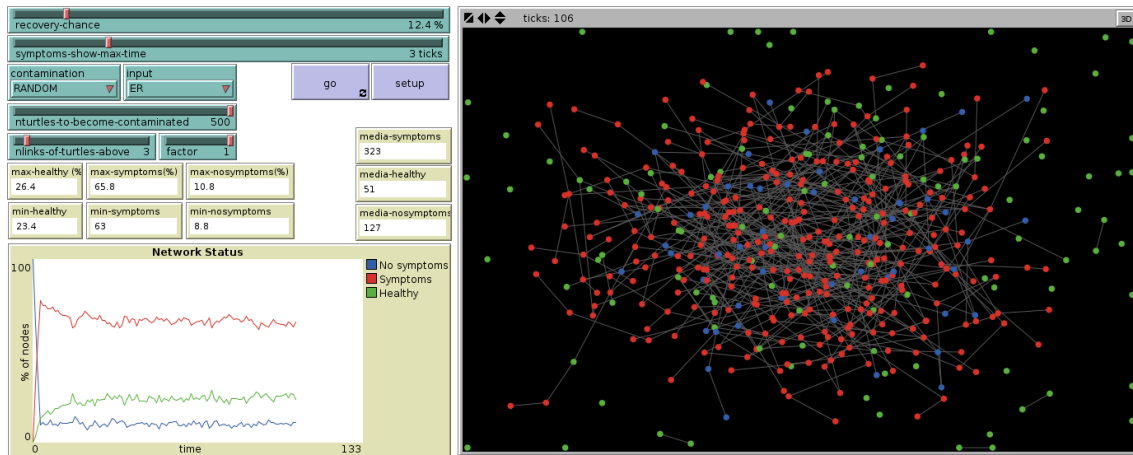 recovery-chance 12.4 %
symptoms-show-max-time 3 ticks
contamination
RANDOM
input
ER
go
setup
nturtles-to-become-contaminated 500
nlinks-of-turtles-above 3
factor 1
max-healthy (%
26.4
max-symptoms(%)
65.8
max-nosymptoms(%)
10.8
min-healthy
23.4
min-symptoms
63
min-nosymptoms
8.8
media-symptoms
323
media-healthy
51
media-nosymptoms
127
Network Status
100
% of nodes
0
0
time
133
No symptoms
Symptoms
Healthy
ticks: 106
3D